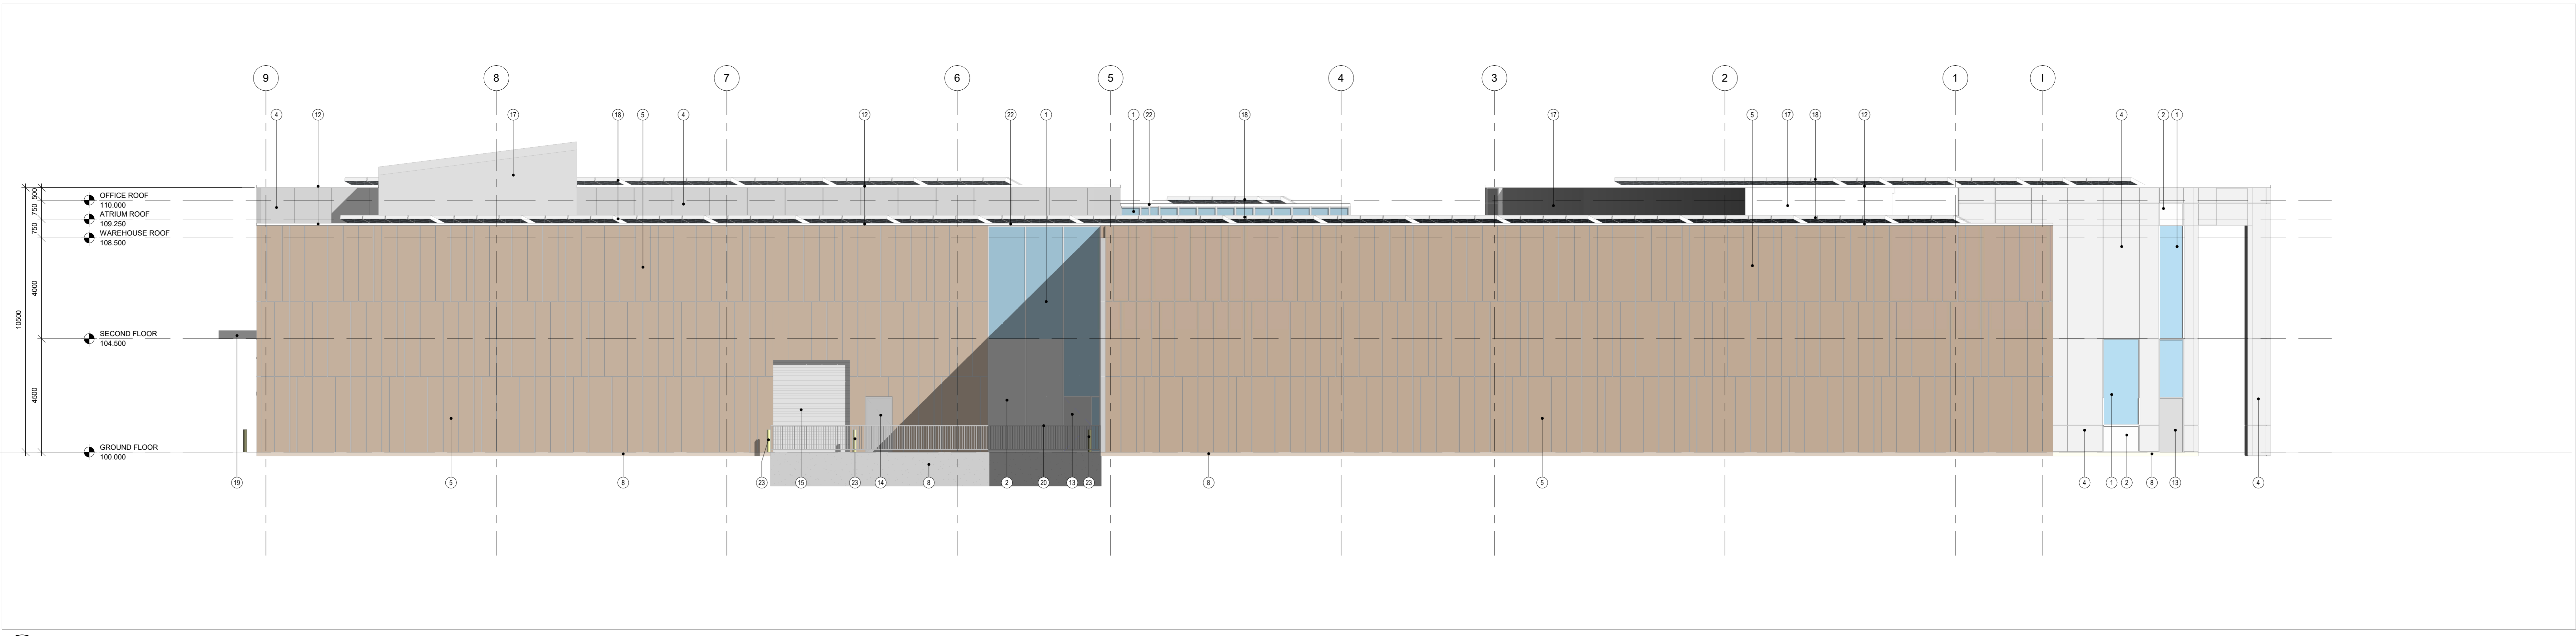 9 8 7 6 5 4 3 2 1 I
4 12 17 18 5 4 12 22 1 1 22 18 17 2 5 17 18 12 4 2 1
500
OFFICE ROOF
110.000
750
ATRIUM ROOF
109.250
750
WAREHOUSE ROOF
108.500
4000
10500
SECOND FLOOR
104.500
4500
GROUND FLOOR
100.000
19 5 8 23 15 23 14 8 2 20 13 23 8 5 4 1 2 8 13 4